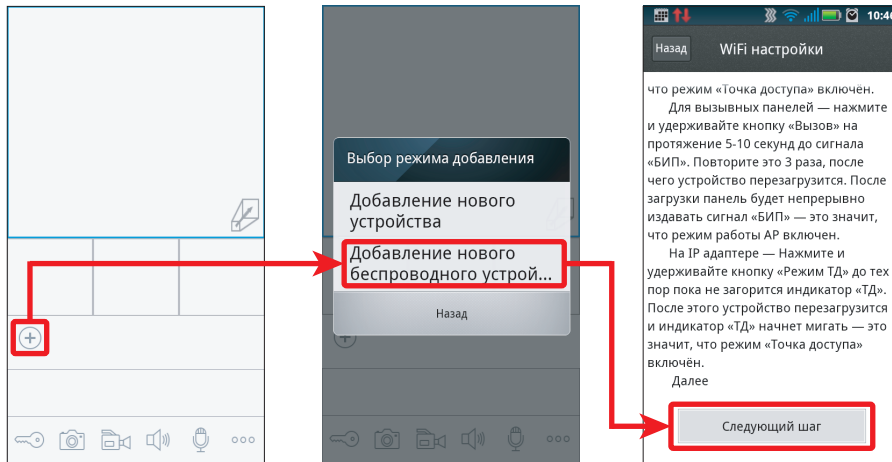 Выбор режима добавления
Добавление нового
устройства
Добавление нового
беспроводного устрой...
Назад
10:46
Назад
WiFi настройки
что режим «Точка доступа» включён.
Для вызывных панелей — нажмите
и удерживайте кнопку «Вызов» на
протяжение 5-10 секунд до сигнала
«БИП». Повторите это 3 раза, после
чего устройство перезагрузится. После
загрузки панель будет непрерывно
издавать сигнал «БИП» — это значит,
что режим работы AP включен.
На IP адаптере — Нажмите и
удерживайте кнопку «Режим ТД» до тех
пор пока не загорится индикатор «ТД».
После этого устройство перезагрузится
и индикатор «ТД» начнет мигать — это
значит, что режим «Точка доступа»
включён.
Далее
Следующий шаг